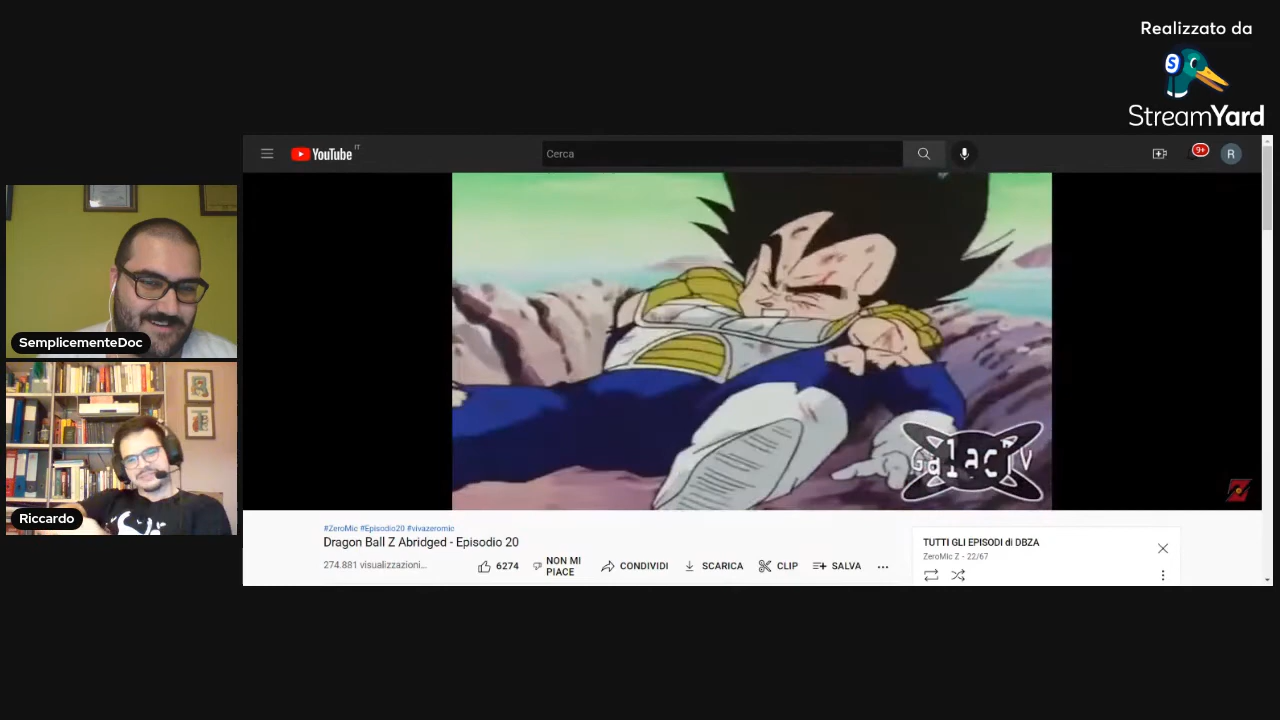 Realizzato da
StreamYard
YouTube IT
Cerca
9+
R
SemplicementeDoc
Riccardo
GalacTV
#ZeroMic #Episodio20 #vivazeromic
Dragon Ball Z Abridged - Episodio 20
274.881 visualizzazioni...
6274
NON MI PIACE
CONDIVIDI
SCARICA
CLIP
SALVA
TUTTI GLI EPISODI di DBZA
ZeroMic Z - 22/67